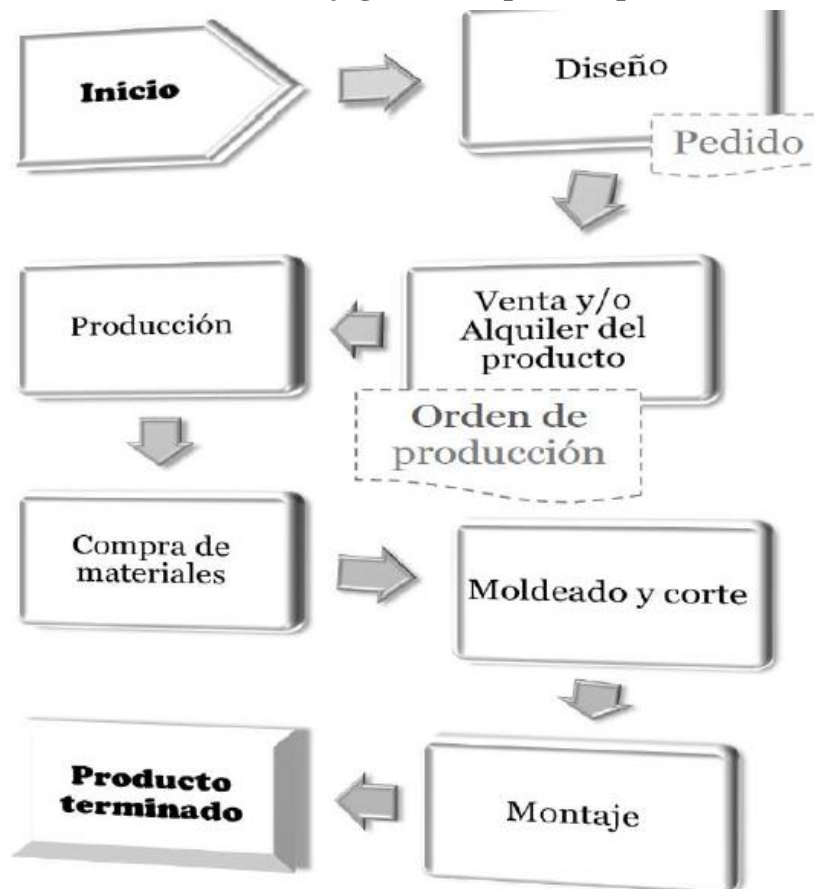 Inicio
Diseño
Pedido
Venta y/o
Alquiler del
producto
Orden de
producción
Producción
Compra de
materiales
Moldeado y corte
Montaje
Producto
terminado